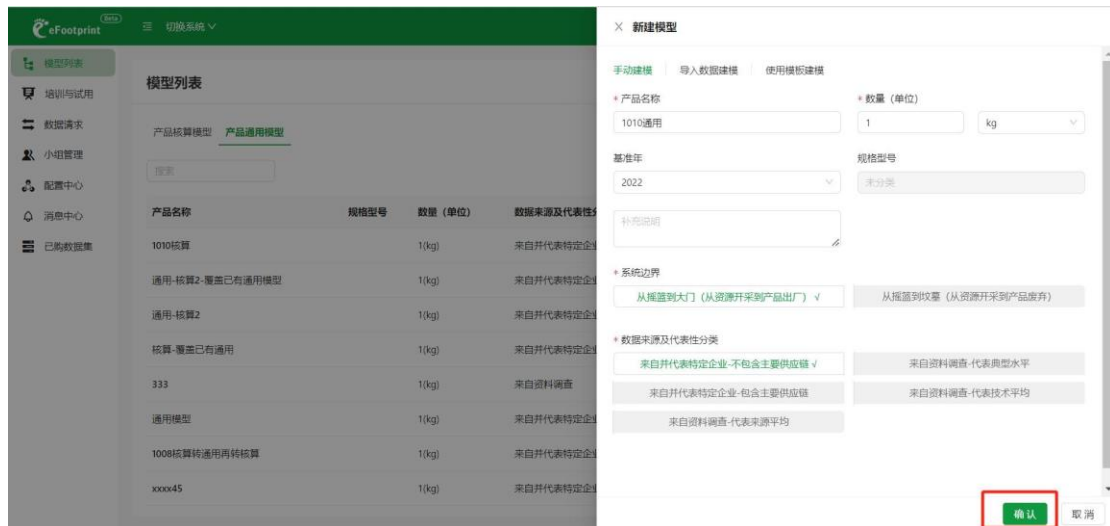 eFootprint (Beta)
切换系统
模型列表
培训与试用
数据请求
小组管理
配置中心
消息中心
已购数据集
模型列表
产品核算模型 产品通用模型
搜索
产品名称 规格型号 数量（单位） 数据来源及代表性分
1010核算 1(kg) 来自并代表特定企业
通用-核算2-覆盖已有通用模型 1(kg) 来自并代表特定企业
通用-核算2 1(kg) 来自并代表特定企业
核算-覆盖已有通用 1(kg) 来自并代表特定企业
333 1(kg) 来自资料调查
通用模型 1(kg) 来自并代表特定企业
1008核算转通用再转核算 1(kg) 来自并代表特定企业
xxxx45 1(kg) 来自并代表特定企业
× 新建模型
手动建模 导入数据建模 使用模板建模
* 产品名称 * 数量（单位）
1010通用 1 kg
基准年 规格型号
2022 未分类
补充说明
* 系统边界
从摇篮到大门（从资源开采到产品出厂）√ 从摇篮到坟墓（从资源开采到产品废弃）
* 数据来源及代表性分类
来自并代表特定企业-不包含主要供应链√ 来自资料调查-代表典型水平
来自并代表特定企业-包含主要供应链 来自资料调查-代表技术平均
来自资料调查-代表来源平均
确认 取消